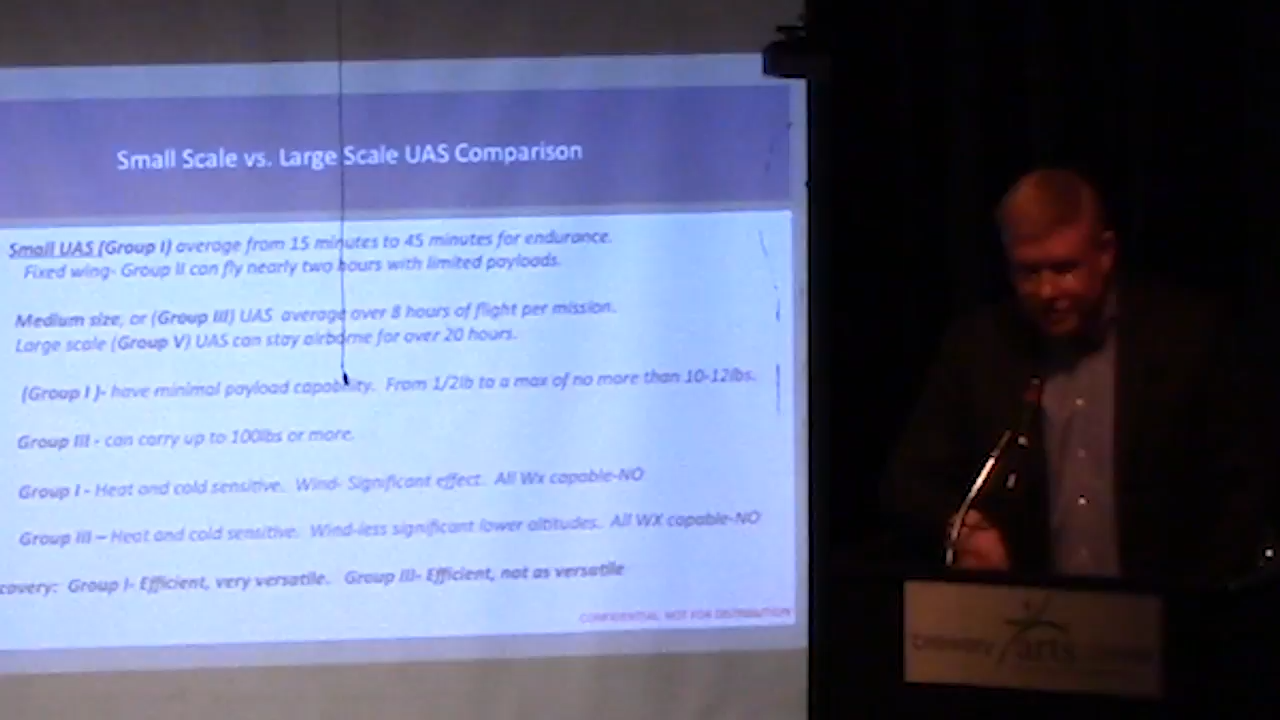 Small Scale vs. Large Scale UAS Comparison
Small UAS (Group I) average from 15 minutes to 45 minutes for endurance.
Fixed wing- Group II can fly nearly two hours with limited payloads.
Medium size, or (Group III) UAS average over 8 hours of flight per mission.
Large scale (Group V) UAS can stay airborne for over 20 hours.
(Group I )- have minimal payload capability. From 1/2lb to a max of no more than 10-12lbs.
Group III - can carry up to 100lbs or more.
Group I - Heat and cold sensitive. Wind- Significant effect. All Wx capable-NO
Group III – Heat and cold sensitive. Wind-less significant lower altitudes. All WX capable-NO
covery: Group I- Efficient, very versatile. Group III- Efficient, not as versatile
CONFIDENTIAL NOT FOR DISTRIBUTION
arts